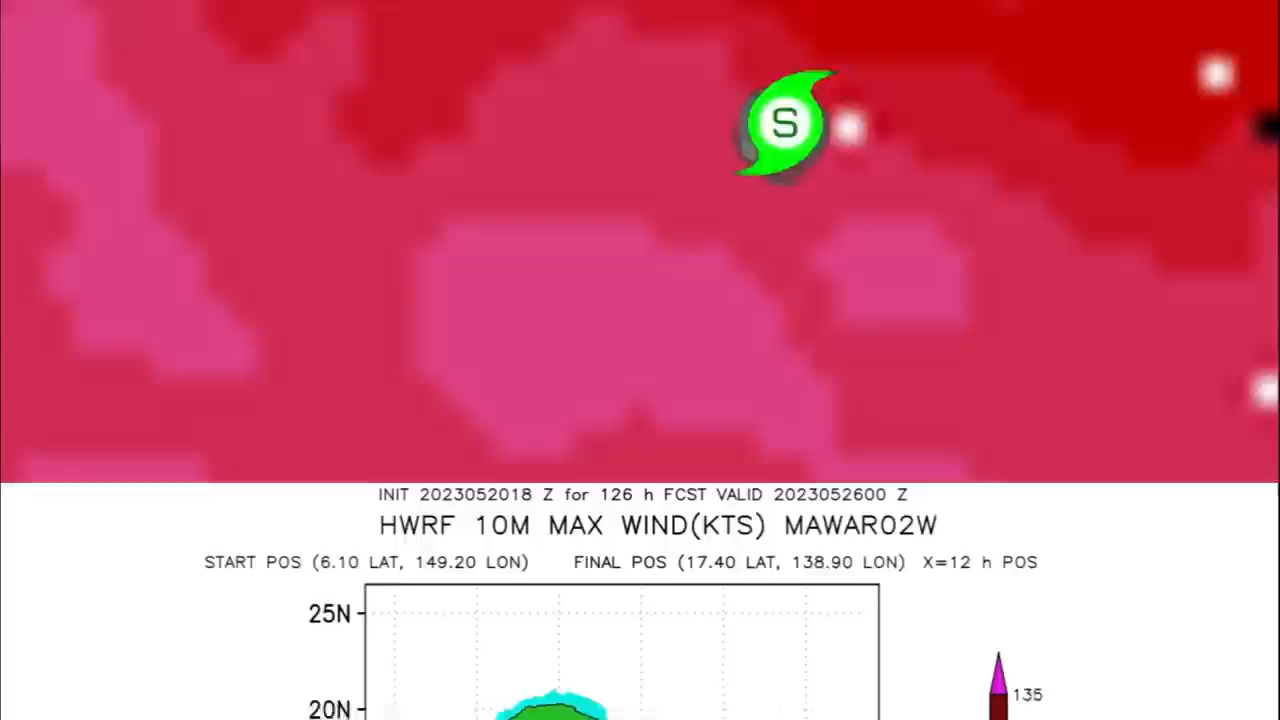 S
INIT 2023052018 Z for 126 h FCST VALID 2023052600 Z
HWRF 10M MAX WIND(KTS) MAWAR02W
START POS (6.10 LAT, 149.20 LON) FINAL POS (17.40 LAT, 138.90 LON) X=12 h POS
25N
135
20N